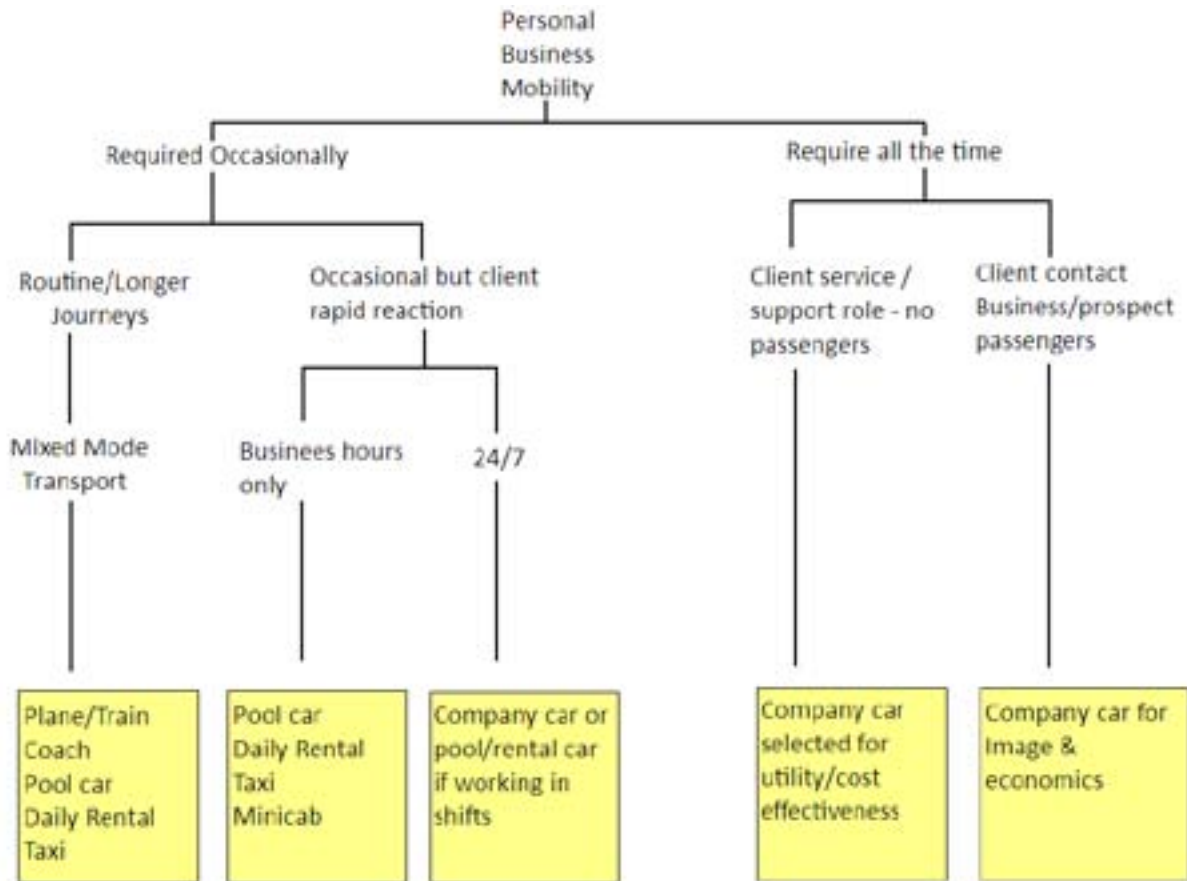 Personal
Business
Mobility
Required Occasionally
Require all the time
Routine/Longer
Journeys
Occasional but client
rapid reaction
Client service /
support role - no
passengers
Client contact
Business/prospect
passengers
Mixed Mode
Transport
Businees hours
only
24/7
Plane/Train
Coach
Pool car
Daily Rental
Taxi
Pool car
Daily Rental
Taxi
Minicab
Company car or
pool/rental car
if working in
shifts
Company car
selected for
utility/cost
effectiveness
Company car for
Image &
economics